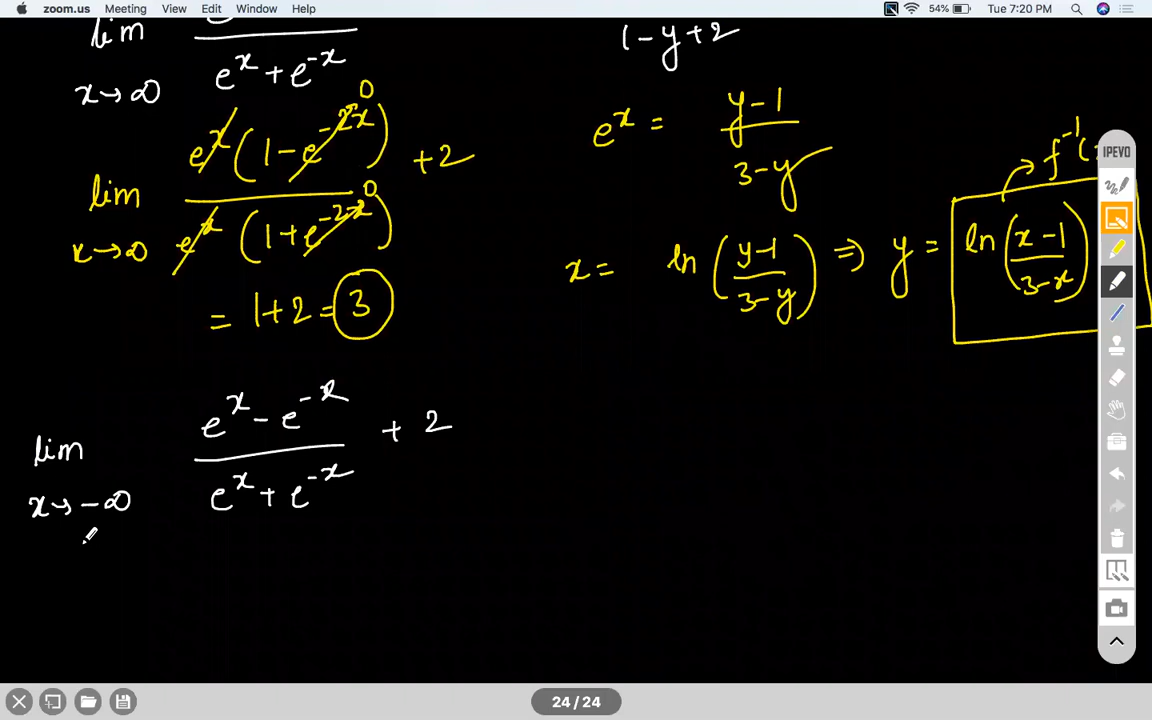 zoom.us Meeting View Edit Window Help 54% Tue 7:20 PM
lim
x→∞
e^x + e^-x
lim x→∞ e^x (1 - e^-2x) / e^x (1 + e^-2x) + 2
0
0
= 1 + 2 = 3
lim x→ -∞ (e^x - e^-x) / (e^x + e^-x) + 2
1 - y + 2
e^x = (y - 1) / (3 - y)
f^-1(
x = ln ((y - 1) / (3 - y)) ⇒ y = ln ((x - 1) / (3 - x))
IPEVO
24 / 24